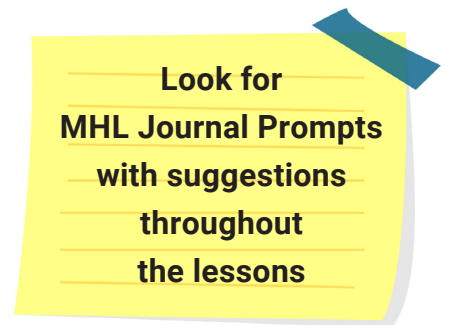 Look for
MHL Journal Prompts
with suggestions
throughout
the lessons